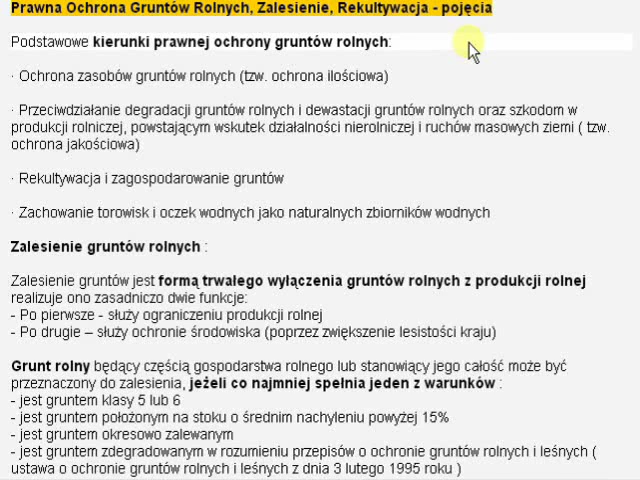 Prawna Ochrona Gruntów Rolnych, Zalesienie, Rekultywacja - pojęcia
Podstawowe kierunki prawnej ochrony gruntów rolnych:
· Ochrona zasobów gruntów rolnych (tzw. ochrona ilościowa)
· Przeciwdziałanie degradacji gruntów rolnych i dewastacji gruntów rolnych oraz szkodom w
produkcji rolniczej, powstającym wskutek działalności nierolniczej i ruchów masowych ziemi ( tzw.
ochrona jakościowa)
· Rekultywacja i zagospodarowanie gruntów
· Zachowanie torowisk i oczek wodnych jako naturalnych zbiorników wodnych
Zalesienie gruntów rolnych :
Zalesienie gruntów jest formą trwałego wyłączenia gruntów rolnych z produkcji rolnej
realizuje ono zasadniczo dwie funkcje:
- Po pierwsze - służy ograniczeniu produkcji rolnej
- Po drugie – służy ochronie środowiska (poprzez zwiększenie lesistości kraju)
Grunt rolny będący częścią gospodarstwa rolnego lub stanowiący jego całość może być
przeznaczony do zalesienia, jeżeli co najmniej spełnia jeden z warunków :
- jest gruntem klasy 5 lub 6
- jest gruntem położonym na stoku o średnim nachyleniu powyżej 15%
- jest gruntem okresowo zalewanym
- jest gruntem zdegradowanym w rozumieniu przepisów o ochronie gruntów rolnych i leśnych (
ustawa o ochronie gruntów rolnych i leśnych z dnia 3 lutego 1995 roku )